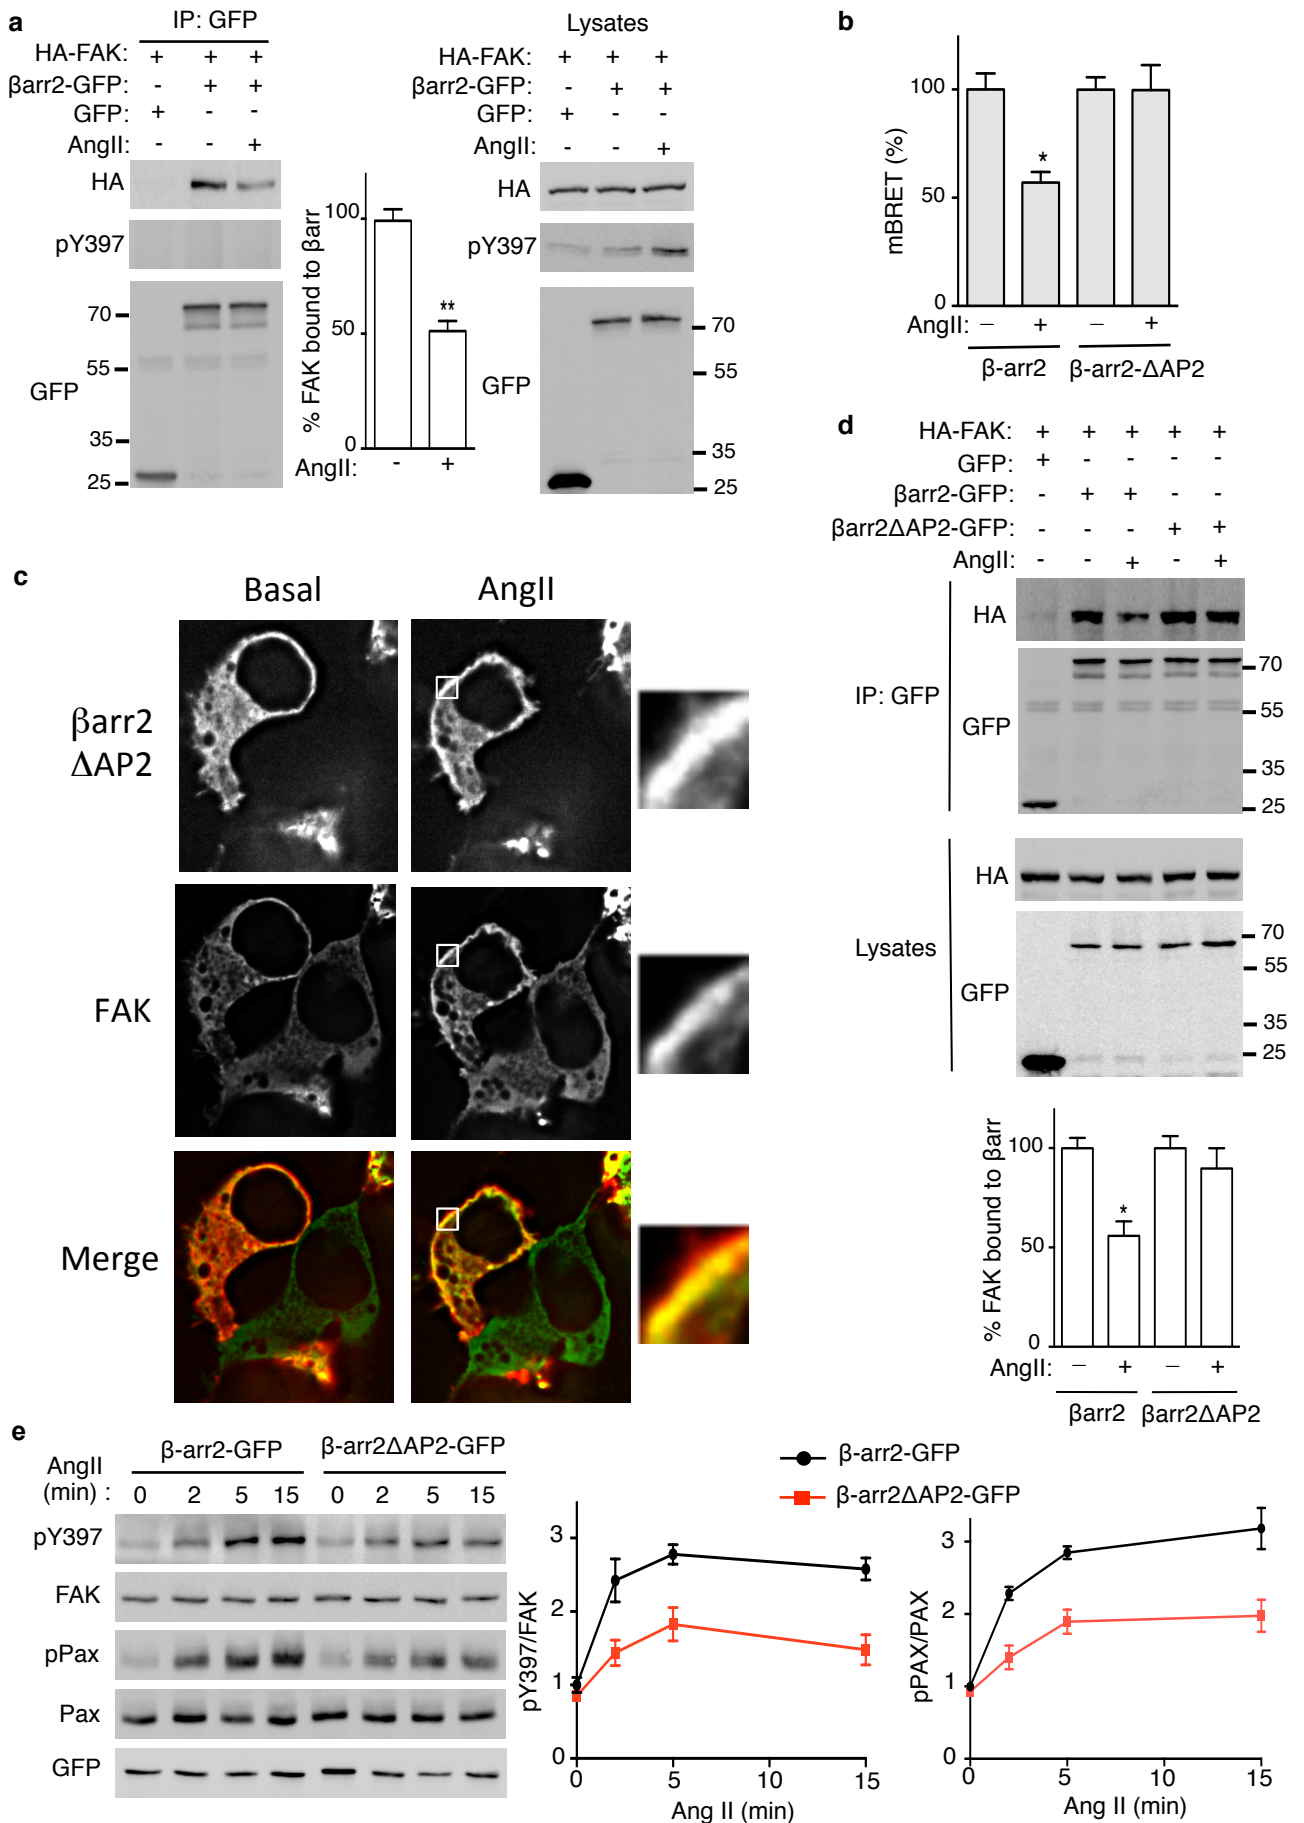 a
IP: GFP
HA-FAK: + + +
βarr2-GFP: - + +
GFP: + - -
AngII: - - +
HA
pY397
GFP
70
55
35
25
% FAK bound to βarr
100
50
0
**
AngII: - +
Lysates
HA-FAK: + + +
βarr2-GFP: - + +
GFP: + - -
AngII: - - +
HA
pY397
GFP
70
55
35
25
b
mBRET (%)
100
50
0
*
AngII: – + – +
β-arr2 β-arr2-ΔAP2
c
Basal AngII
βarr2
ΔAP2
FAK
Merge
d
HA-FAK: + + + + +
GFP: + - - - -
βarr2-GFP: - + + - -
βarr2ΔAP2-GFP: - - - + +
AngII: - - + - +
IP: GFP
HA
GFP
70
55
35
25
Lysates
HA
GFP
70
55
35
25
% FAK bound to βarr
100
50
0
*
AngII: – + – +
βarr2 βarr2ΔAP2
e
β-arr2-GFP β-arr2ΔAP2-GFP
AngII
(min) : 0 2 5 15 0 2 5 15
pY397
FAK
pPax
Pax
GFP
β-arr2-GFP
β-arr2ΔAP2-GFP
pY397/FAK
3
2
1
0
0 5 10 15
Ang II (min)
pPAX/PAX
3
2
1
0
0 5 10 15
Ang II (min)